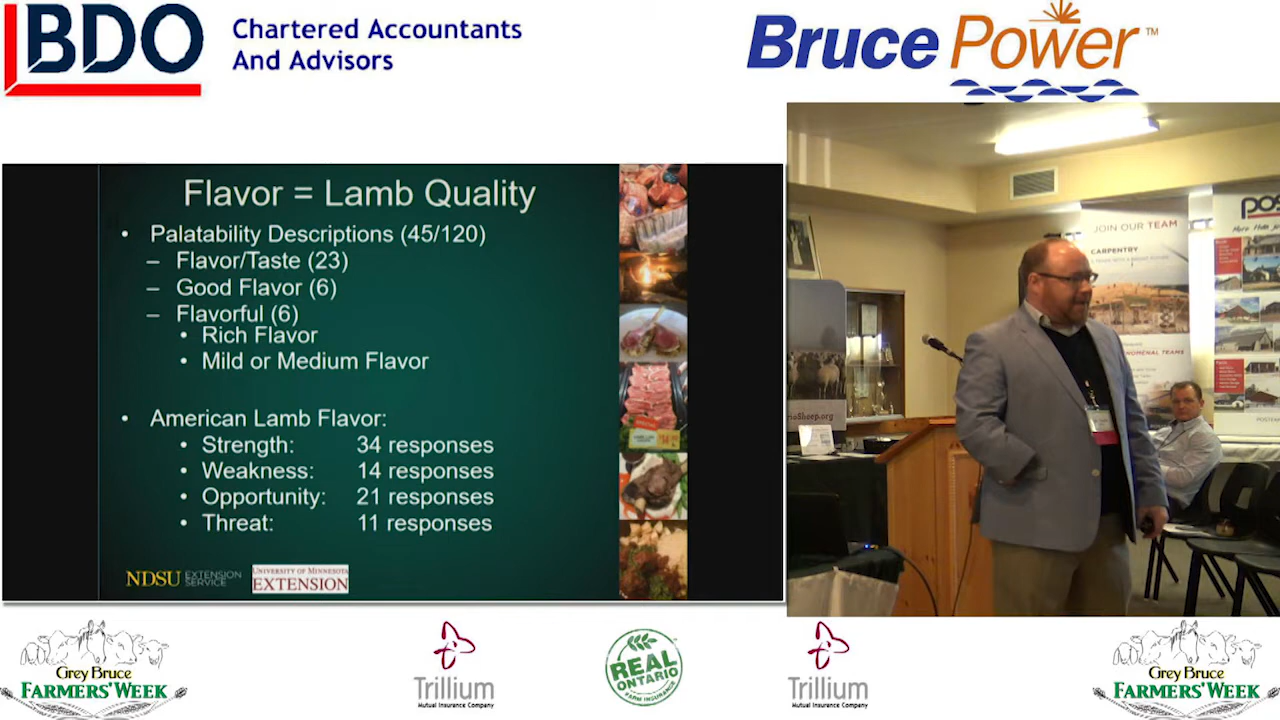 BDO
Chartered Accountants
And Advisors
Bruce Power™
Flavor = Lamb Quality
• Palatability Descriptions (45/120)
– Flavor/Taste (23)
– Good Flavor (6)
– Flavorful (6)
• Rich Flavor
• Mild or Medium Flavor
• American Lamb Flavor:
• Strength: 34 responses
• Weakness: 14 responses
• Opportunity: 21 responses
• Threat: 11 responses
NDSU EXTENSION
SERVICE
UNIVERSITY OF MINNESOTA
EXTENSION
JOIN OUR TEAM
CARPENTRY
Grey Bruce
FARMERS' WEEK
Trillium
Mutual Insurance Company
REAL
ONTARIO
FARM INSURANCE
Trillium
Mutual Insurance Company
Grey Bruce
FARMERS' WEEK